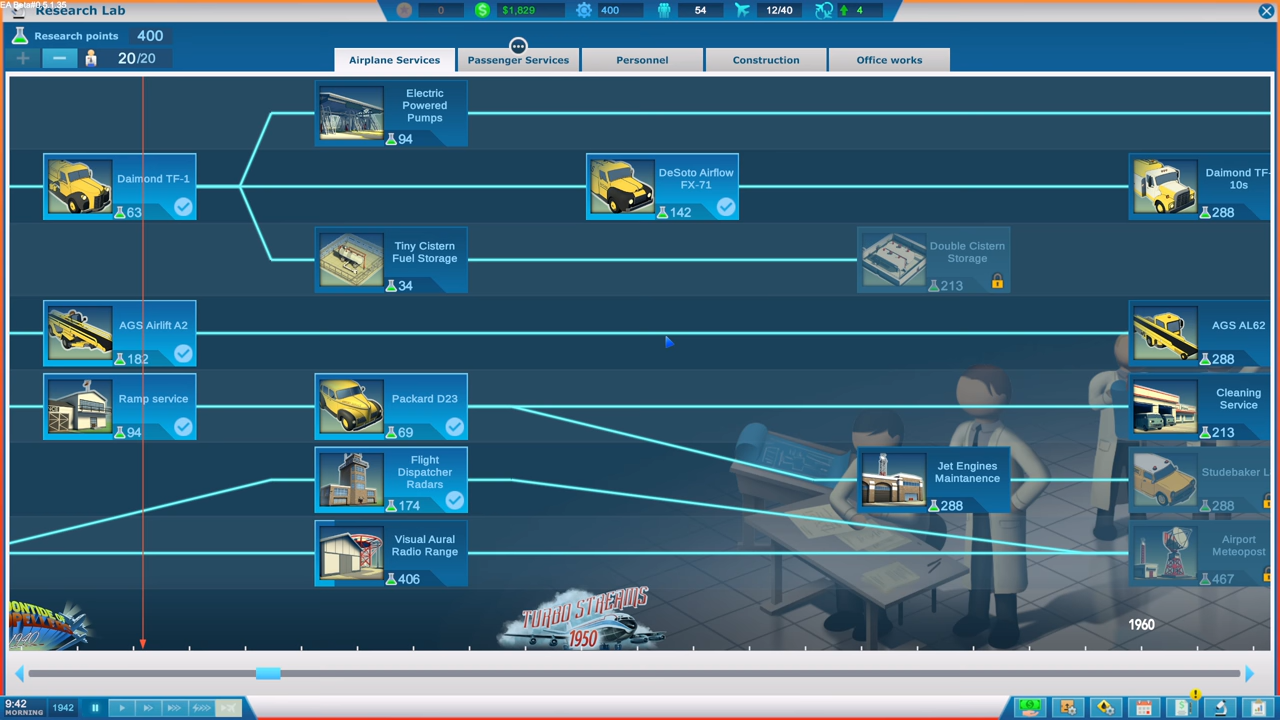 EA Beta#0.5.1.35
Research Lab
0
$1,829
400
54
12/40
4
Research points 400
20/20
Airplane Services
Passenger Services
Personnel
Construction
Office works
Electric
Powered
Pumps
94
Daimond TF-1
63
DeSoto Airflow
FX-71
142
Daimond TF-
10s
288
Tiny Cistern
Fuel Storage
34
Double Cistern
Storage
213
AGS Airlift A2
182
AGS AL62
288
Ramp service
94
Packard D23
69
Cleaning
Service
213
Flight
Dispatcher
Radars
174
Jet Engines
Maintanence
288
Studebaker L
288
Visual Aural
Radio Range
406
Airport
Meteopost
467
1940
TURBO STREAMS
1950
1960
9:42
MORNING
1942